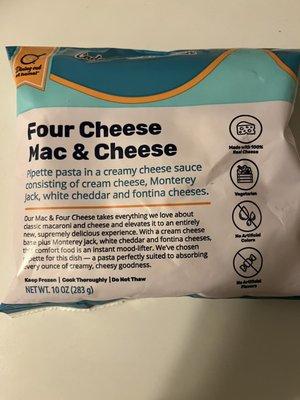 Dining out
at home!
Four Cheese
Mac & Cheese
Pipette pasta in a creamy cheese sauce
consisting of cream cheese, Monterey
jack, white cheddar and fontina cheeses.
Our Mac & Four Cheese takes everything we love about
classic macaroni and cheese and elevates it to an entirely
new, supremely delicious experience. With a cream cheese
base plus Monterey jack, white cheddar and fontina cheeses,
this comfort food is an instant mood-lifter. We've chosen
pipette for this dish — a pasta perfectly suited to absorbing
every ounce of creamy, cheesy goodness.
Keep Frozen | Cook Thoroughly | Do Not Thaw
NET WT. 10 OZ (283 g)
Made with 100%
Real Cheese
Vegetarian
No Artificial
Colors
No Artificial
Flavors